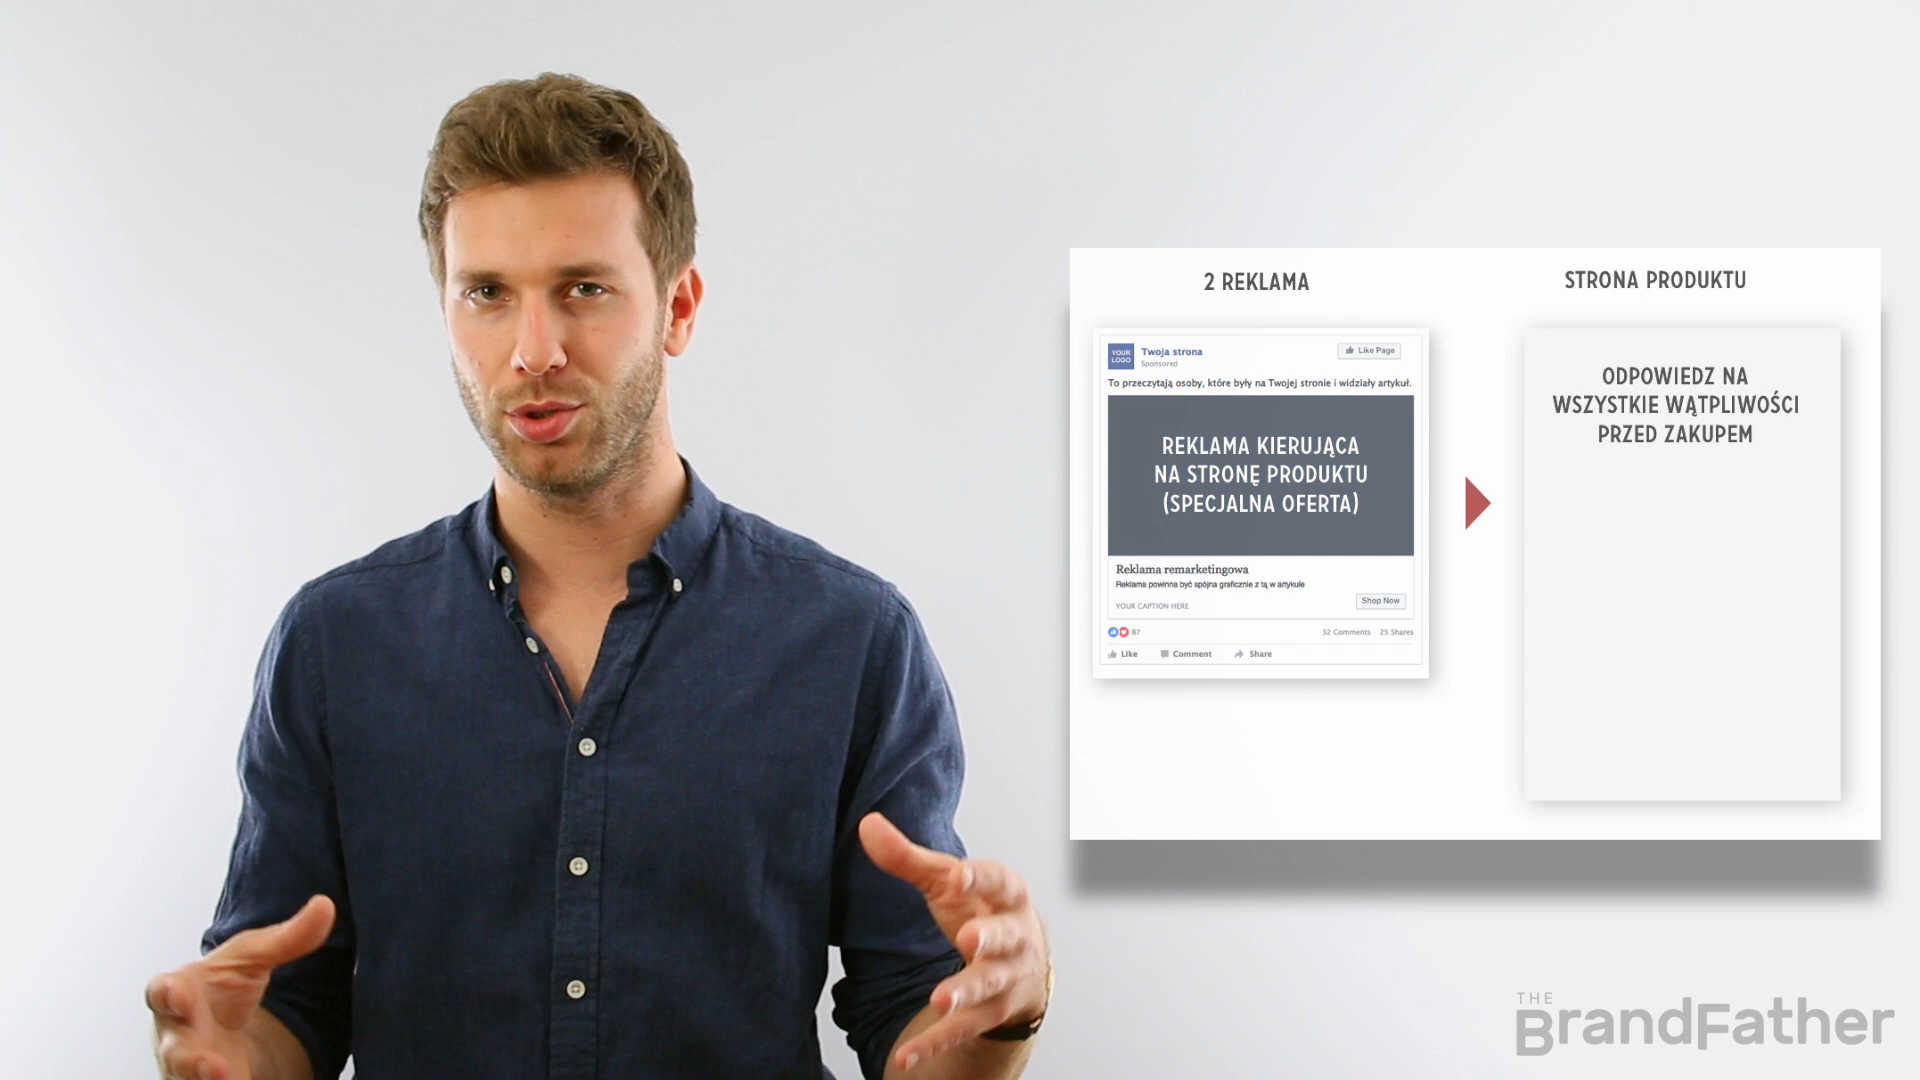 2 REKLAMA
STRONA PRODUKTU
YOUR LOGO
Twoja strona
Sponsored
Like Page
To przeczytają osoby, które były na Twojej stronie i widziały artykuł.
REKLAMA KIERUJĄCA
NA STRONĘ PRODUKTU
(SPECJALNA OFERTA)
Reklama remarketingowa
Reklama powinna być spójna graficznie z tą w artykule
YOUR CAPTION HERE
Shop Now
87
32 Comments 25 Shares
Like Comment Share
ODPOWIEDZ NA
WSZYSTKIE WĄTPLIWOŚCI
PRZED ZAKUPEM
THE
BrandFather